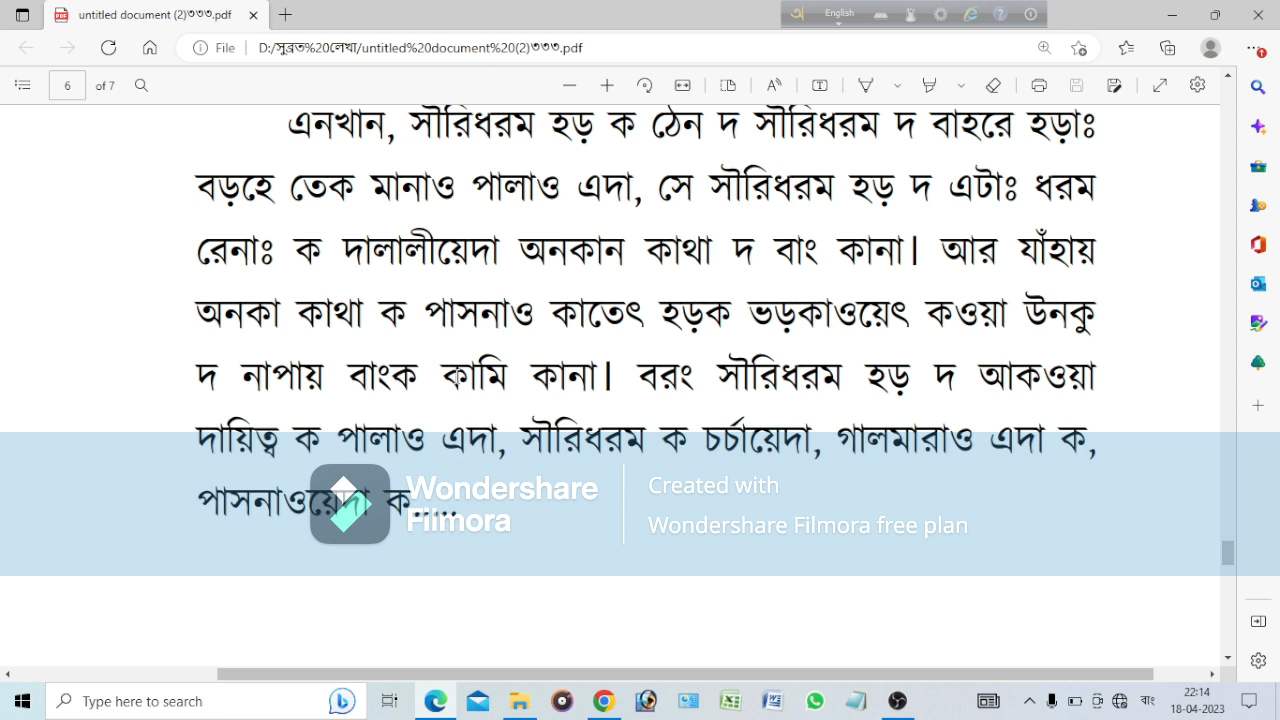 untitled document (2)৩৩৩.pdf
English
File
D:/সুব্রত%20লেখা/untitled%20document%20(2)৩৩৩.pdf
6 of 7
এনখান, সৗরিধরম হড় ক ঠেন দ সৗরিধরম দ বাহরে হড়াঃ
বড়হে তেক মানাও পালাও এদা, সে সৗরিধরম হড় দ এটাঃ ধরম
রেনাঃ ক দালালীয়েদা অনকান কাথা দ বাং কানা। আর যাঁহায়
অনকা কাথা ক পাসনাও কাতেৎ হড়ক ভড়কাওয়েৎ কওয়া উনকু
দ নাপায় বাংক কামি কানা। বরং সৗরিধরম হড় দ আকওয়া
দায়িত্ব ক পালাও এদা, সৗরিধরম ক চর্চায়েদা, গালমারাও এদা ক,
পাসনাওয়েদা ক.....
Wondershare
Filmora
Created with
Wondershare Filmora free plan
Type here to search
22:14
18-04-2023